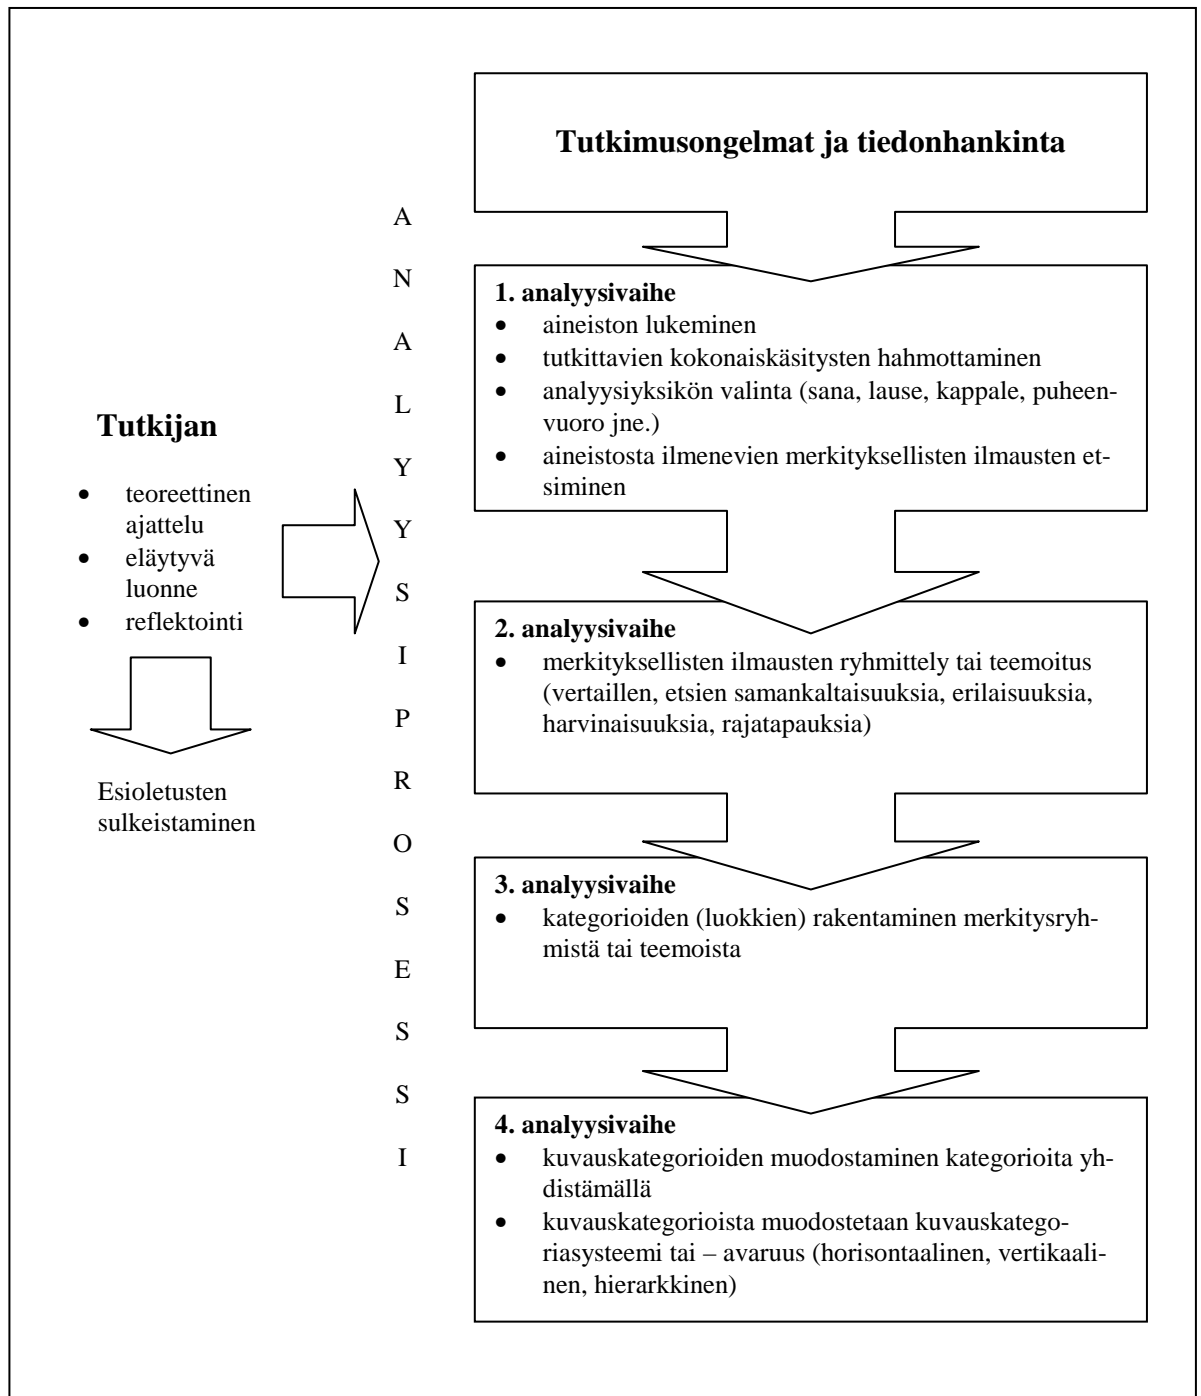 Tutkimusongelmat ja tiedonhankinta
A
N
A
L
Y
Y
S
I
P
R
O
S
E
S
S
I
Tutkijan
• teoreettinen
ajattelu
• eläytyvä
luonne
• reflektointi
Esioletusten
sulkeistaminen
1. analyysivaihe
• aineiston lukeminen
• tutkittavien kokonaiskäsitysten hahmottaminen
• analyysiyksikön valinta (sana, lause, kappale, puheen-
vuoro jne.)
• aineistosta ilmenevien merkityksellisten ilmausten et-
siminen
2. analyysivaihe
• merkityksellisten ilmausten ryhmittely tai teemoitus
(vertaillen, etsien samankaltaisuuksia, erilaisuuksia,
harvinaisuuksia, rajatapauksia)
3. analyysivaihe
• kategorioiden (luokkien) rakentaminen merkitysryh-
mistä tai teemoista
4. analyysivaihe
• kuvauskategorioiden muodostaminen kategorioita yh-
distämällä
• kuvauskategorioista muodostetaan kuvauskatego-
riasysteemi tai – avaruus (horisontaalinen, vertikaali-
nen, hierarkkinen)